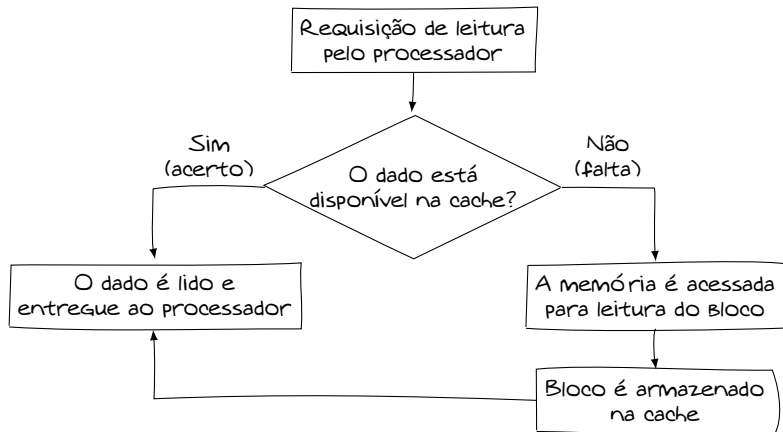 Requisição de leitura
pelo processador
Sim
(acerto)
Não
(falta)
O dado está
disponível na cache?
O dado é lido e
entregue ao processador
A memória é acessada
para leitura do Bloco
Bloco é armazenado
na cache